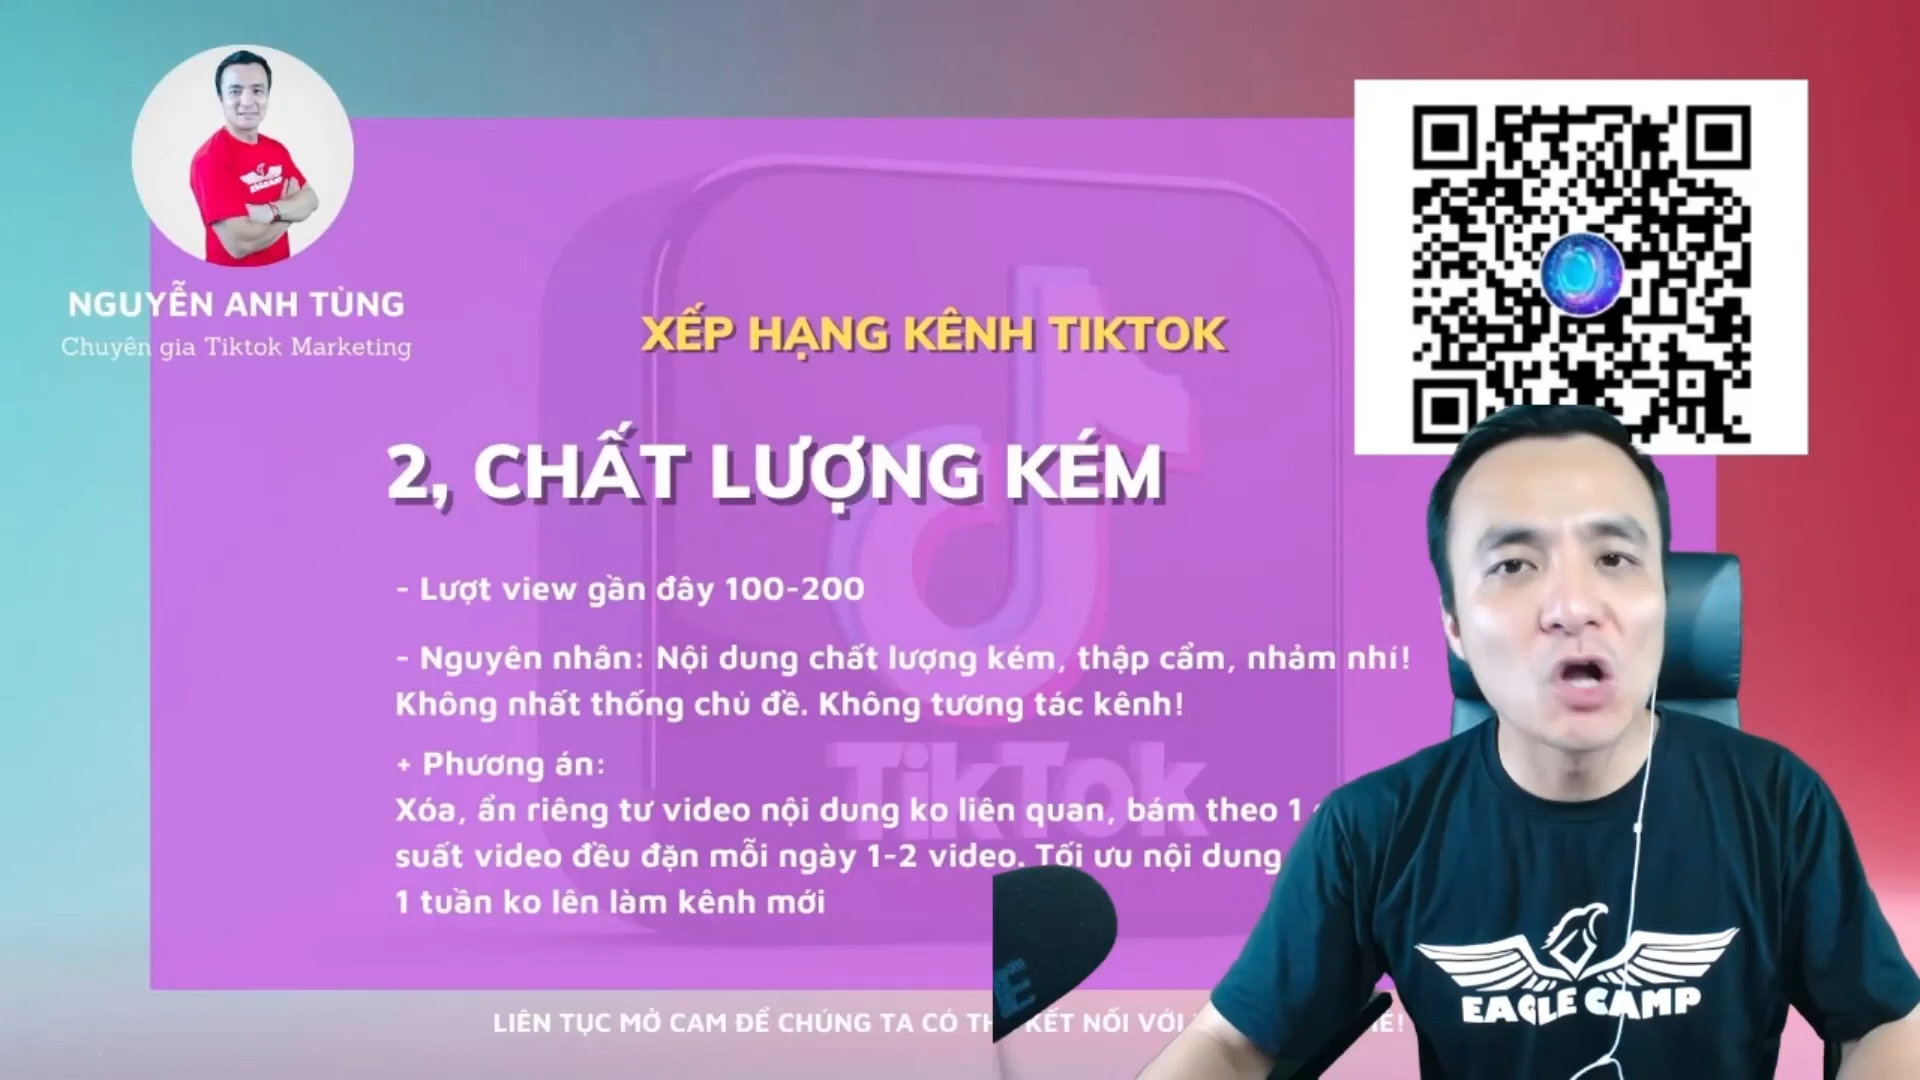 NGUYỄN ANH TÙNG
Chuyên gia Tiktok Marketing
EAGLE CAMP
XẾP HẠNG KÊNH TIKTOK
2, CHẤT LƯỢNG KÉM
- Lượt view gần đây 100-200
- Nguyên nhân: Nội dung chất lượng kém, thập cẩm, nhảm nhí!
Không nhất thống chủ đề. Không tương tác kênh!
+ Phương án:
Xóa, ẩn riêng tư video nội dung ko liên quan, bám theo 1
suất video đều đặn mỗi ngày 1-2 video. Tối ưu nội dung
1 tuần ko lên làm kênh mới
TikTok
EAGLE CAMP
LIÊN TỤC MỞ CAM ĐỂ CHÚNG TA CÓ KẾT NỐI VỚI